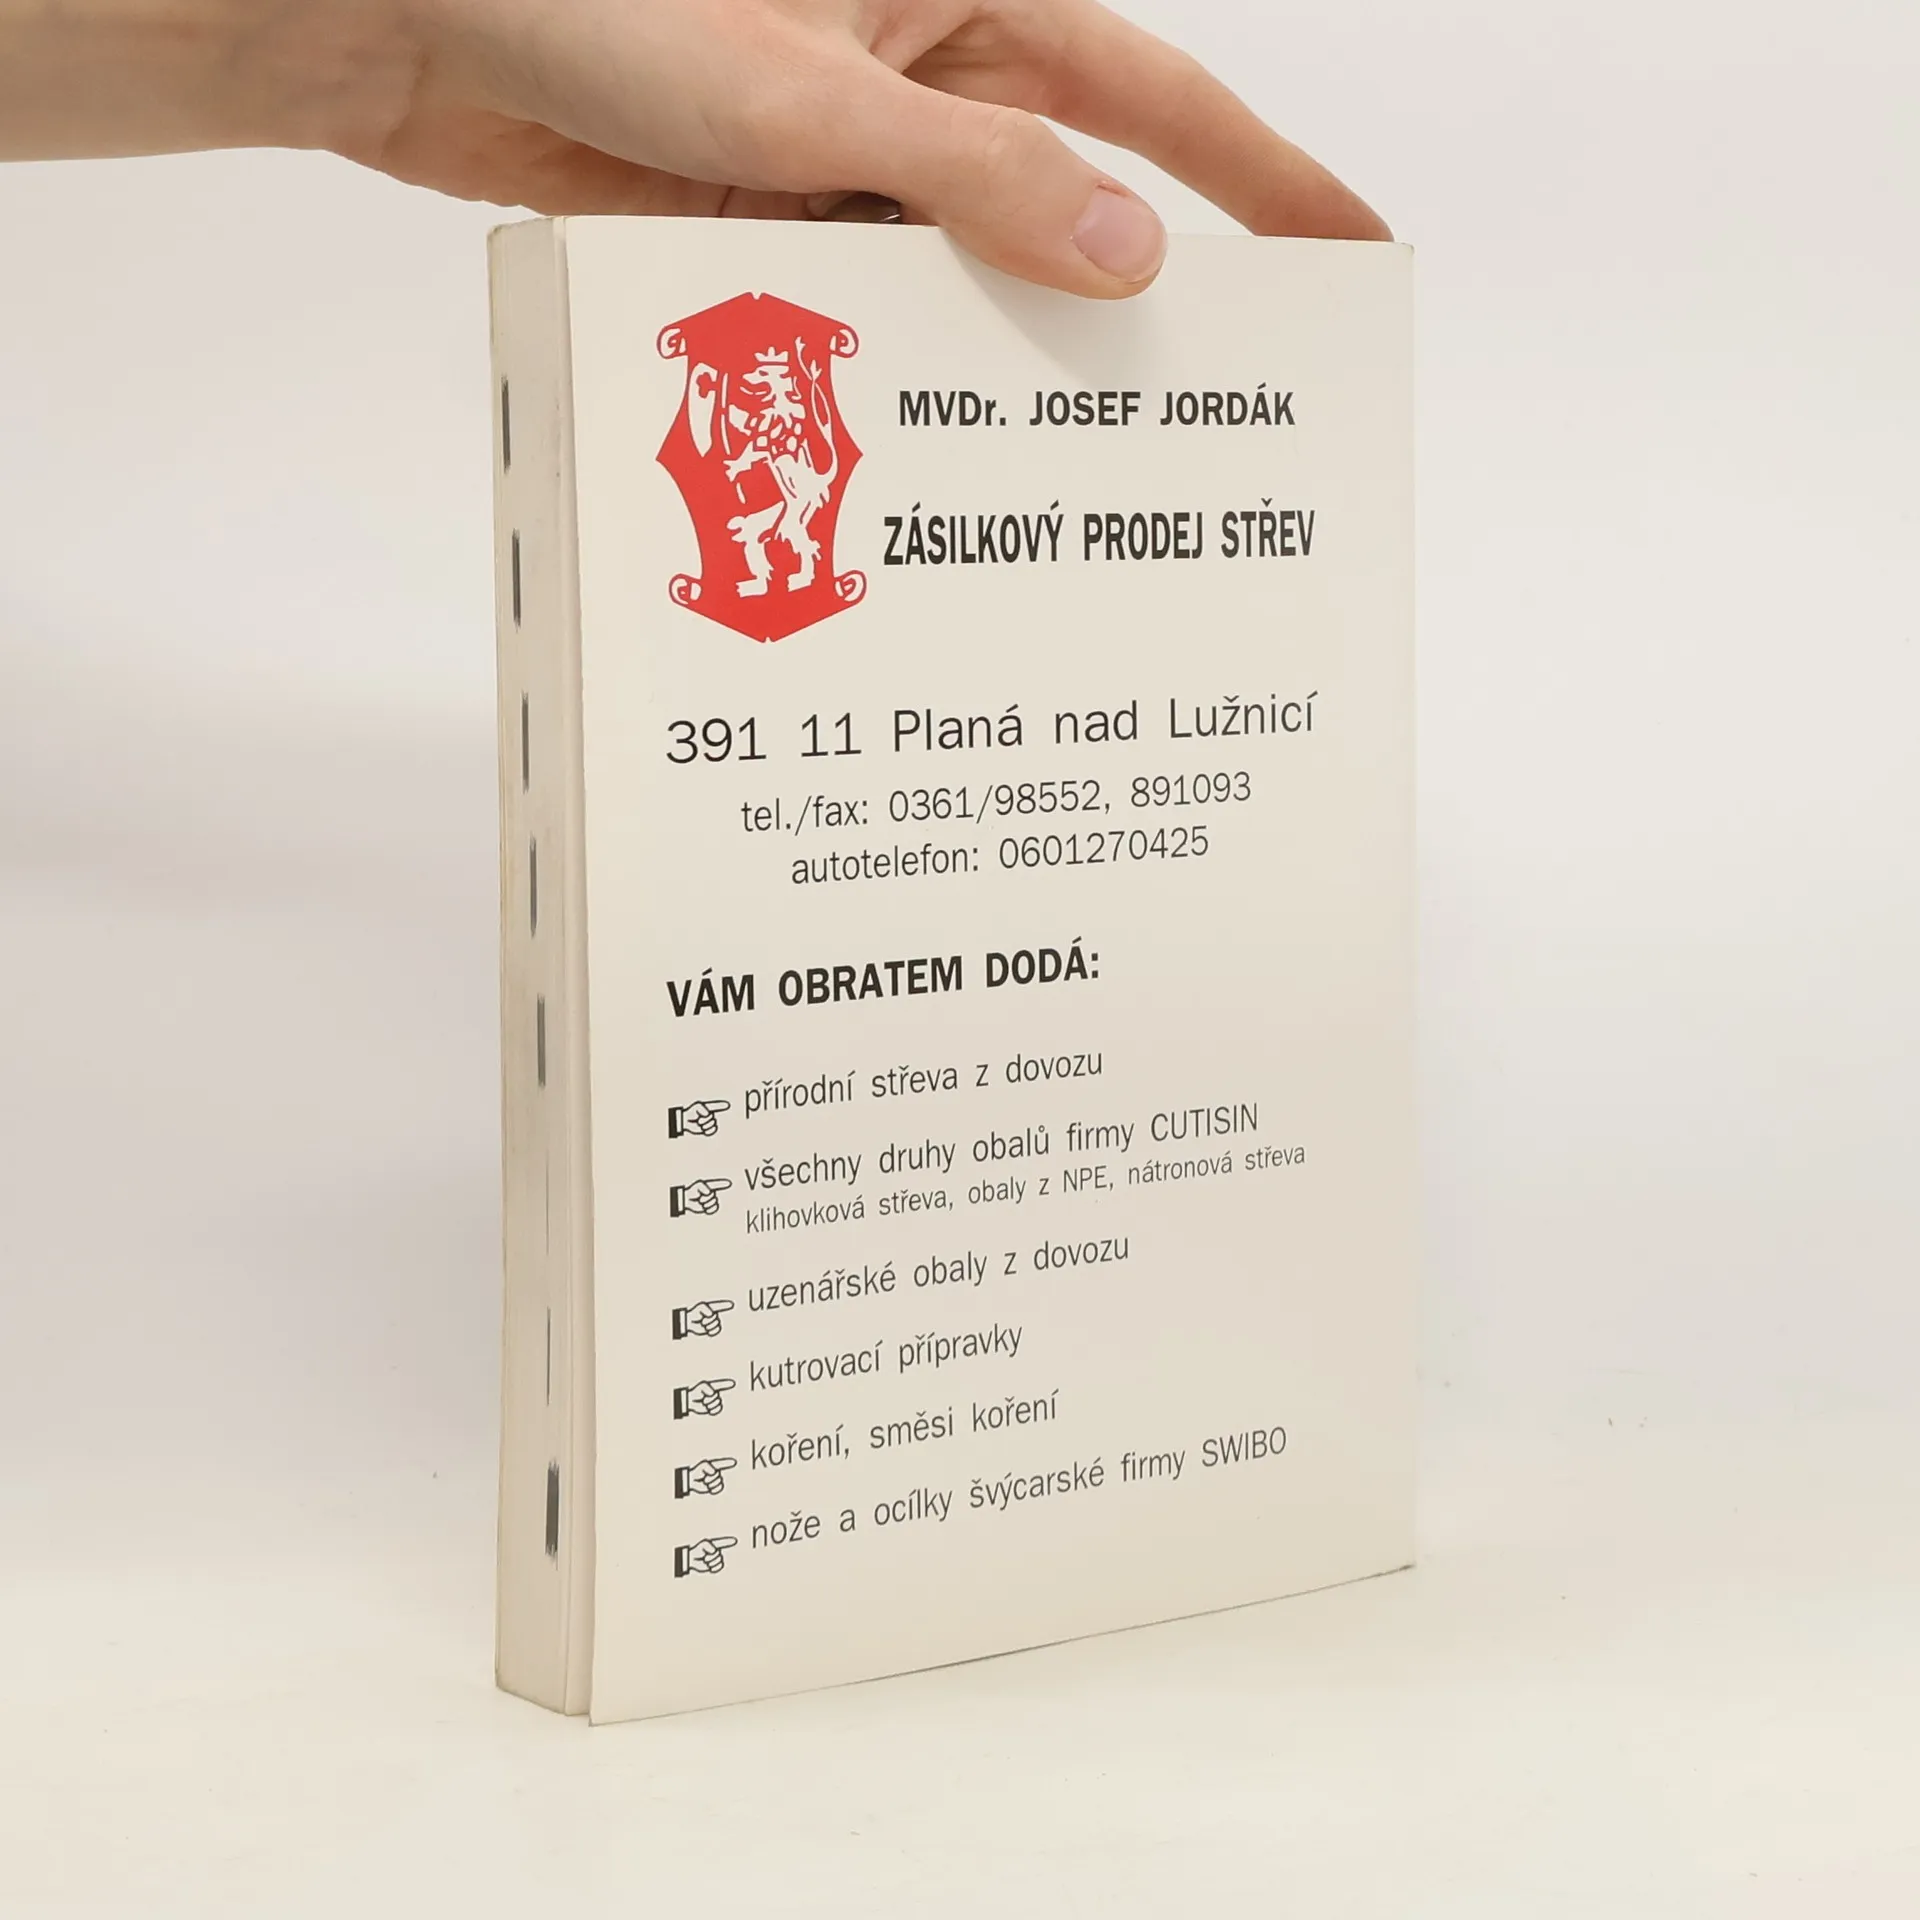 MVDr. JOSEF JORDÁK
ZÁSILKOVÝ PRODEJ STŘEV
391 11 Planá nad Lužnicí
tel./fax: 0361/98552, 891093
autotelefon: 0601270425
VÁM OBRATEM DODÁ:
přírodní střeva z dovozu
všechny druhy obalů firmy CUTISIN
klihovková střeva, obaly z NPE, nátronová střeva
uzenářské obaly z dovozu
kutrovací přípravky
koření, směsi koření
nože a ocílky švýcarské firmy SWIBO